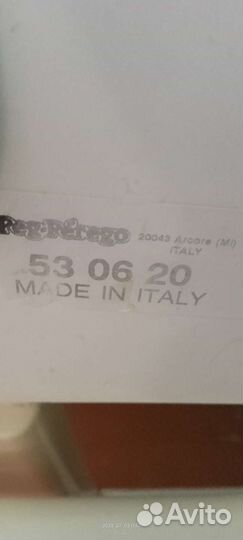 Peg-Pérego 20043 Arcore (MI)
ITALY
53 06 20
MADE IN ITALY
Avito